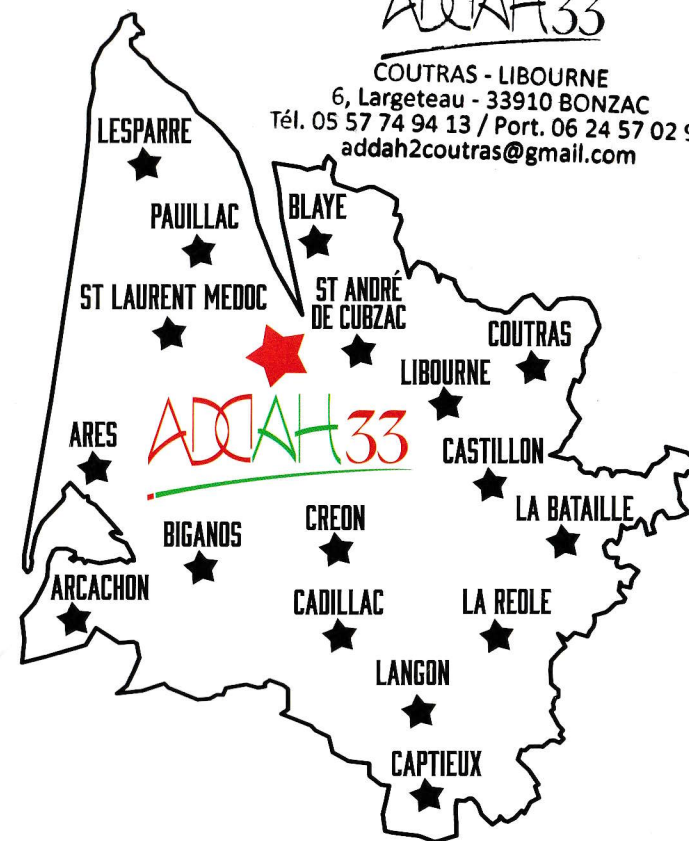 ADDAH33
COUTRAS - LIBOURNE
6, Largeteau - 33910 BONZAC
Tél. 05 57 74 94 13 / Port. 06 24 57 02 9
addah2coutras@gmail.com
LESPARRE
PAUILLAC
BLAYE
ST LAURENT MEDOC
ST ANDRÉ
DE CUBZAC
COUTRAS
LIBOURNE
ARES
ADDAH33
CASTILLON
LA BATAILLE
BIGANOS
CREON
ARCACHON
CADILLAC
LA REOLE
LANGON
CAPTIEUX